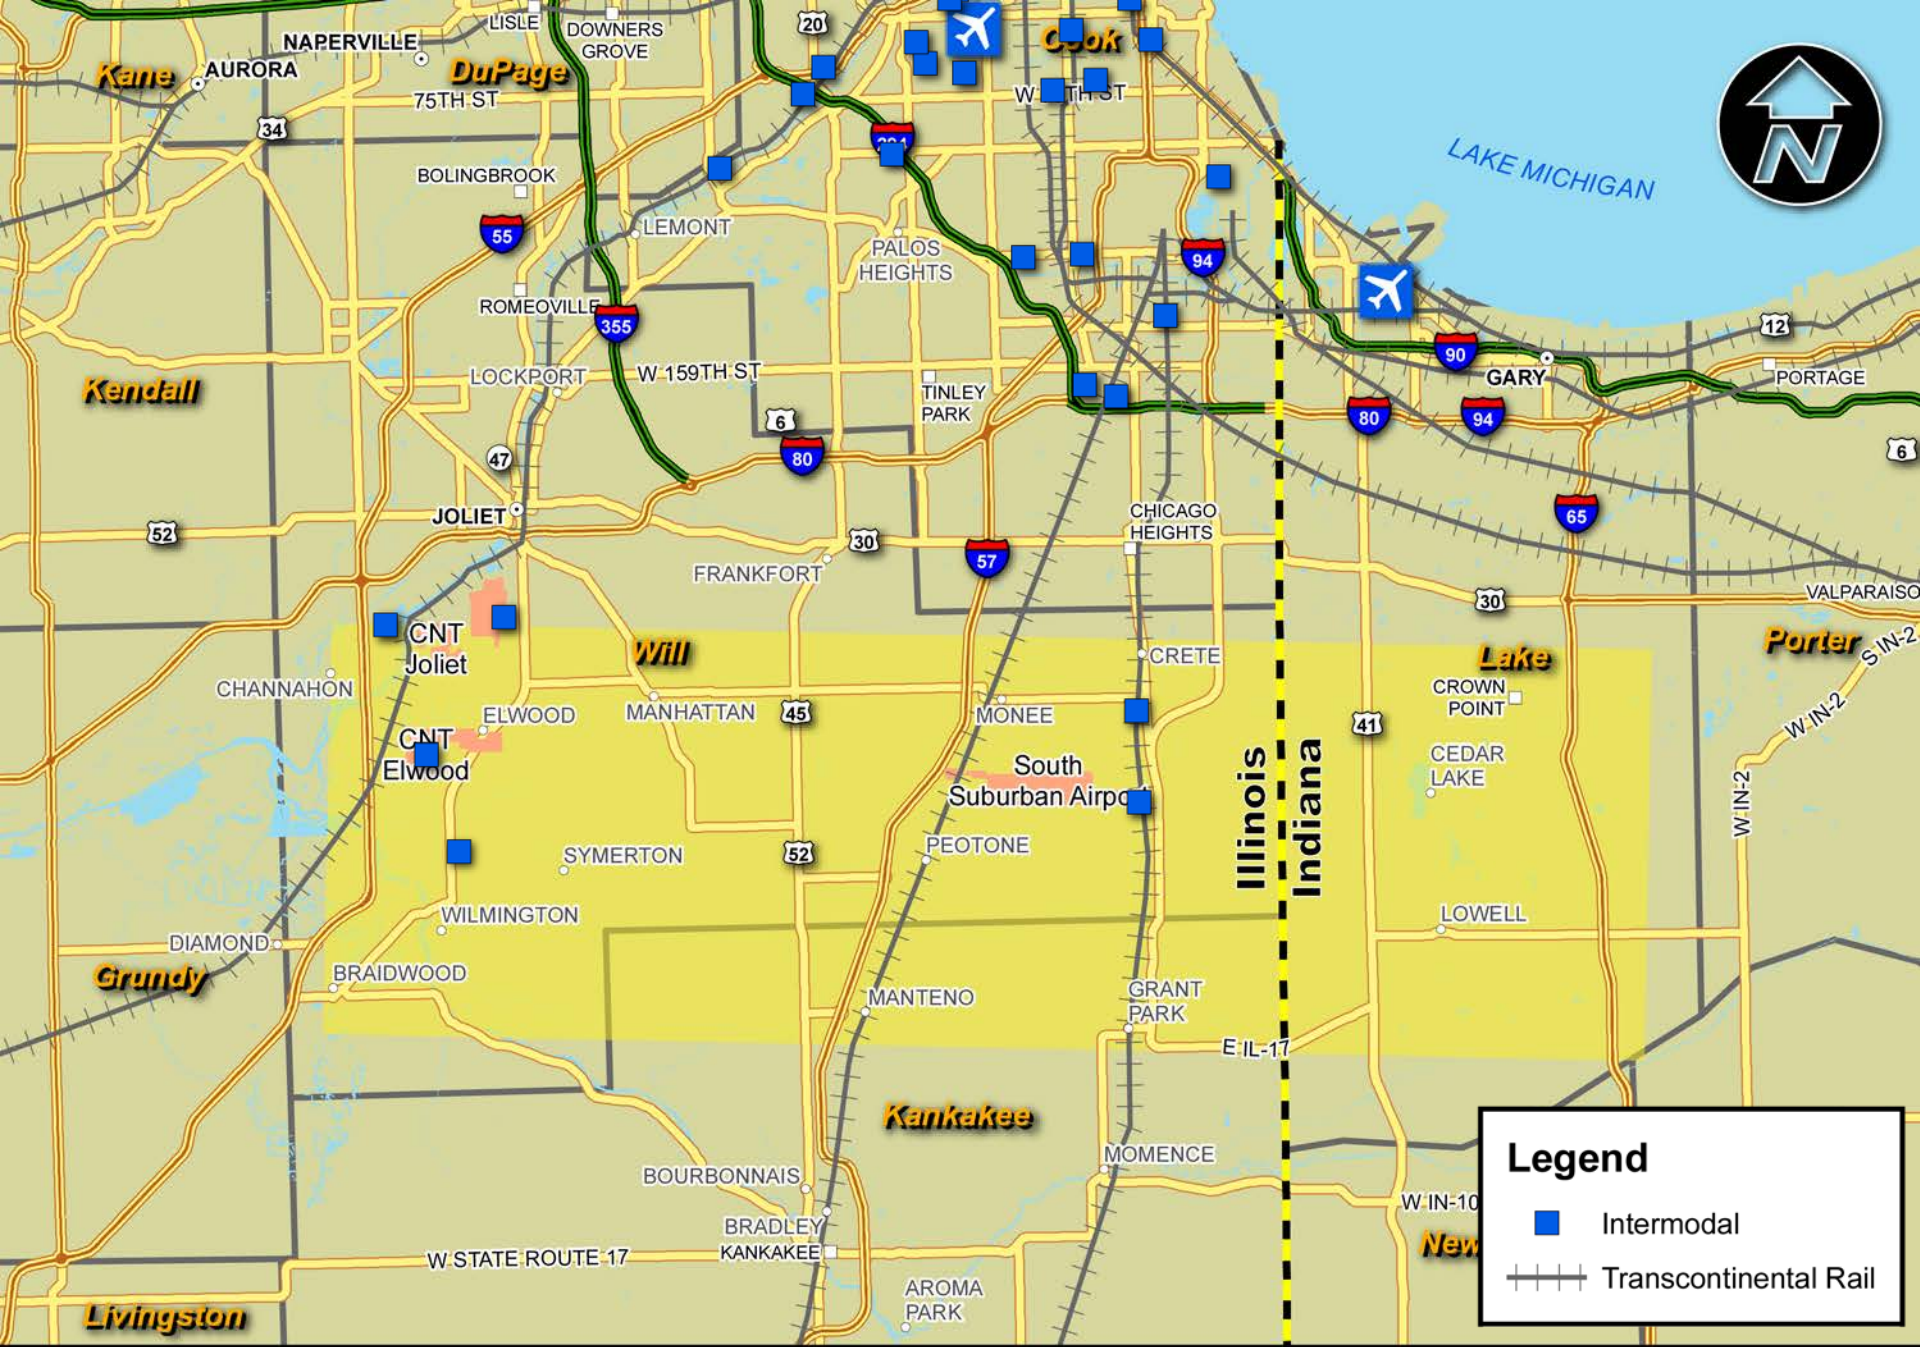 LISLE
DOWNERS
GROVE
20
Cook
NAPERVILLE
Kane
AURORA
DuPage
75TH ST
W
TH ST
34
294
LAKE MICHIGAN
N
BOLINGBROOK
55
LEMONT
PALOS
HEIGHTS
94
ROMEOVILLE
355
12
90
LOCKPORT
W 159TH ST
GARY
PORTAGE
Kendall
TINLEY
PARK
6
80
94
47
80
6
JOLIET
CHICAGO
HEIGHTS
65
52
30
FRANKFORT
57
30
VALPARAISO
CNT
Joliet
Will
CRETE
Lake
Porter
S IN-2
CHANNAHON
ELWOOD
MANHATTAN
45
MONEE
CROWN
POINT
41
W IN-2
CNT
Elwood
South
Suburban Airpo
Illinois
Indiana
CEDAR
LAKE
W IN-2
SYMERTON
52
PEOTONE
WILMINGTON
LOWELL
DIAMOND
Grundy
BRAIDWOOD
MANTENO
GRANT
PARK
E IL-17
Kankakee
MOMENCE
BOURBONNAIS
W IN-10
BRADLEY
KANKAKEE
W STATE ROUTE 17
New
AROMA
PARK
Livingston
Legend
Intermodal
Transcontinental Rail